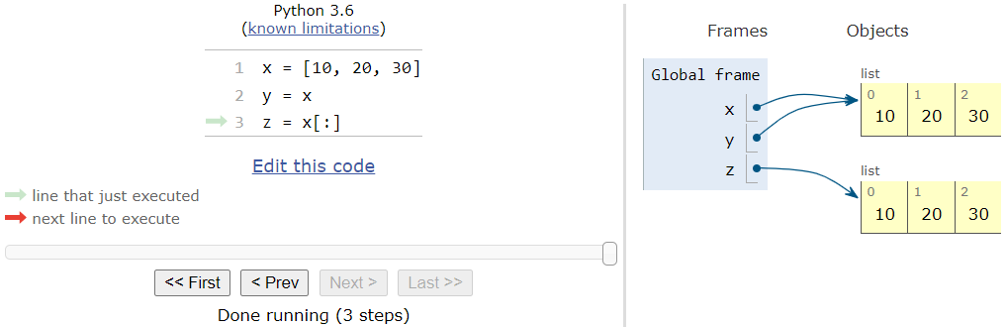 Python 3.6
(known limitations)
1 x = [10, 20, 30]
2 y = x
3 z = x[:]
Edit this code
line that just executed
next line to execute
<< First < Prev Next > Last >>
Done running (3 steps)
Frames Objects
Global frame
x
y
z
list
0 1 2
10 20 30
list
0 1 2
10 20 30